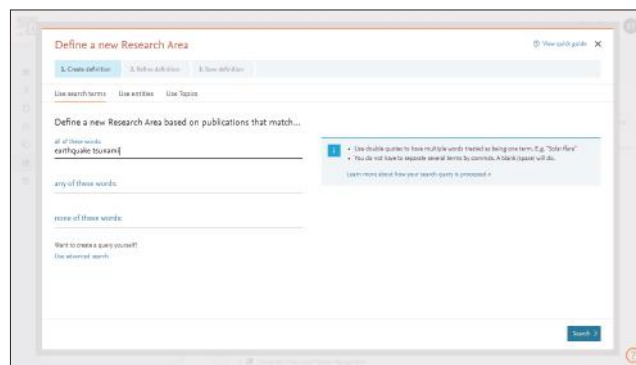 Define a new Research Area
View quick guide
1. Create definition 2. Refine definition 3. Save definition
Use search terms Use entities Use Topics
Define a new Research Area based on publications that match...
all of these words:
earthquake tsunami
• Use double quotes to have multiple words treated as being one term. E.g. "Solar flare"
• You do not have to separate several terms by commas. A blank (space) will do.
Learn more about how your search query is processed
any of these words:
none of these words:
Want to create a query yourself?
Use advanced search
Search